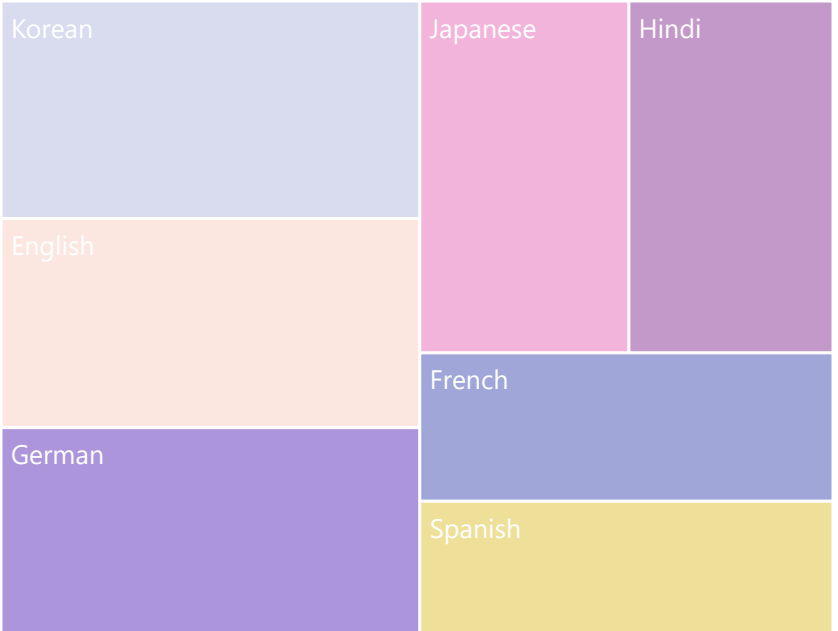 Korean
English
German
Japanese
Hindi
French
Spanish